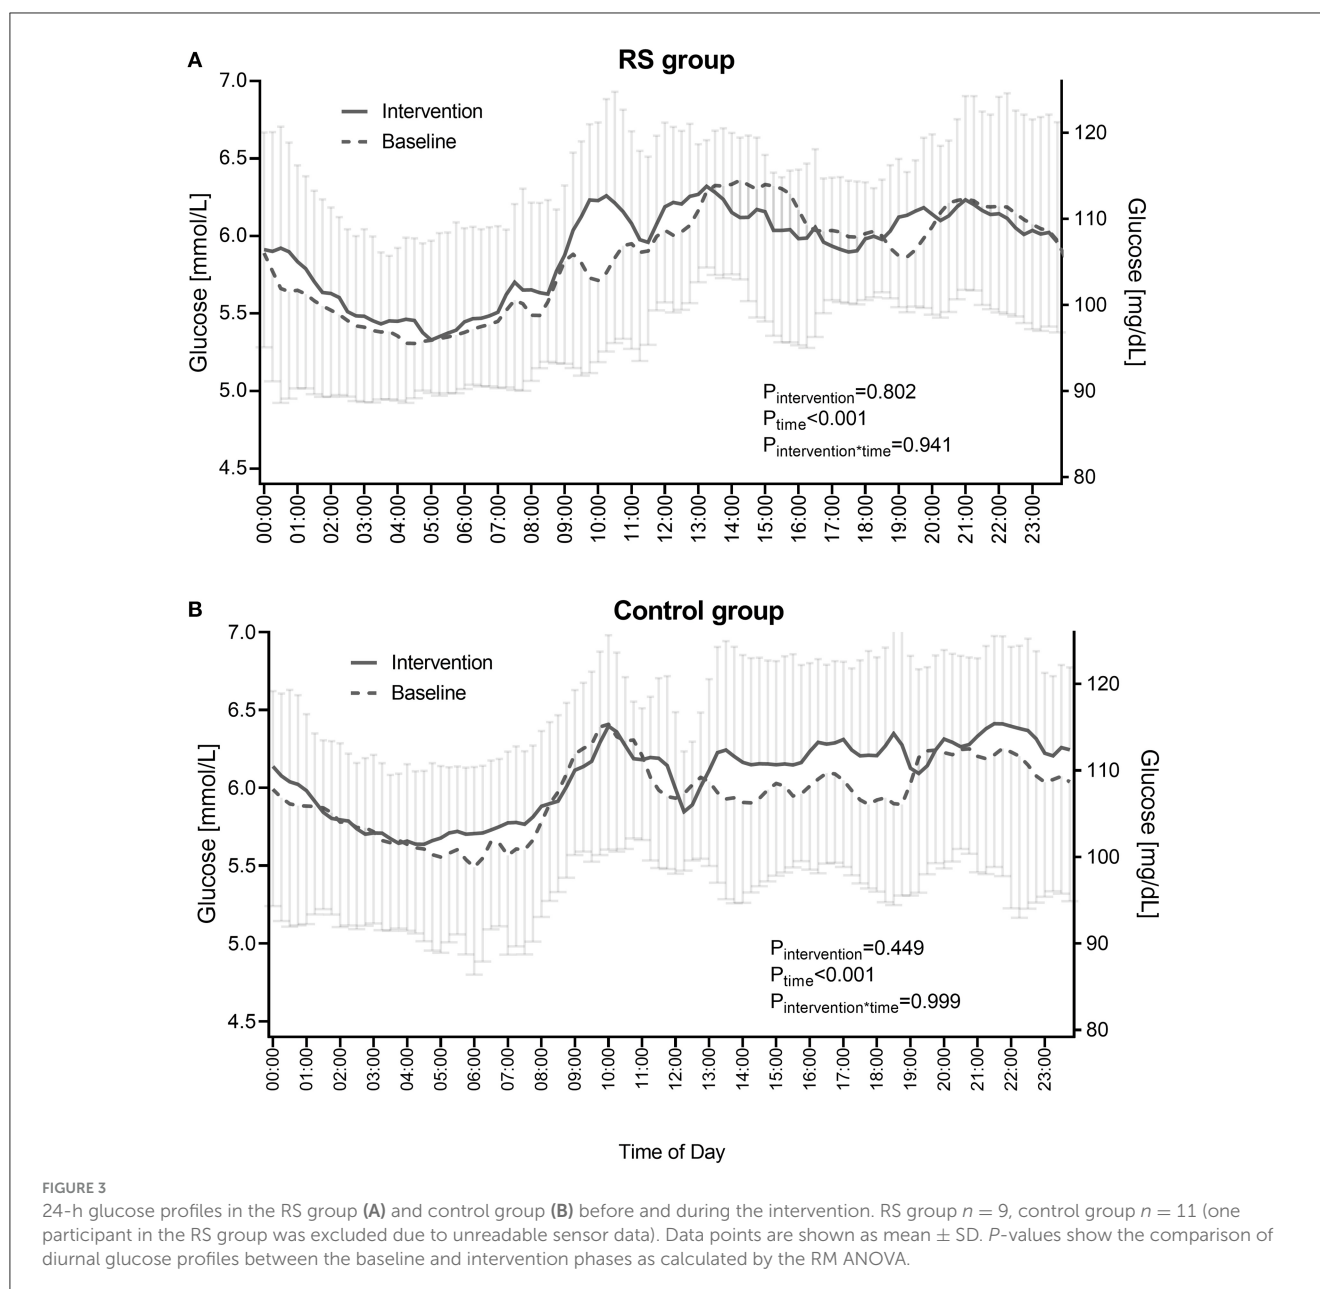 A
RS group
Intervention
Baseline
Glucose [mmol/L]
7.0
6.5
6.0
5.5
5.0
4.5
Glucose [mg/dL]
120
110
100
90
80
P_intervention=0.802
P_time<0.001
P_intervention*time=0.941
00:00 01:00 02:00 03:00 04:00 05:00 06:00 07:00 08:00 09:00 10:00 11:00 12:00 13:00 14:00 15:00 16:00 17:00 18:00 19:00 20:00 21:00 22:00 23:00
B
Control group
Intervention
Baseline
Glucose [mmol/L]
7.0
6.5
6.0
5.5
5.0
4.5
Glucose [mg/dL]
120
110
100
90
80
P_intervention=0.449
P_time<0.001
P_intervention*time=0.999
00:00 01:00 02:00 03:00 04:00 05:00 06:00 07:00 08:00 09:00 10:00 11:00 12:00 13:00 14:00 15:00 16:00 17:00 18:00 19:00 20:00 21:00 22:00 23:00
Time of Day
FIGURE 3
24-h glucose profiles in the RS group (A) and control group (B) before and during the intervention. RS group n = 9, control group n = 11 (one
participant in the RS group was excluded due to unreadable sensor data). Data points are shown as mean ± SD. P-values show the comparison of
diurnal glucose profiles between the baseline and intervention phases as calculated by the RM ANOVA.